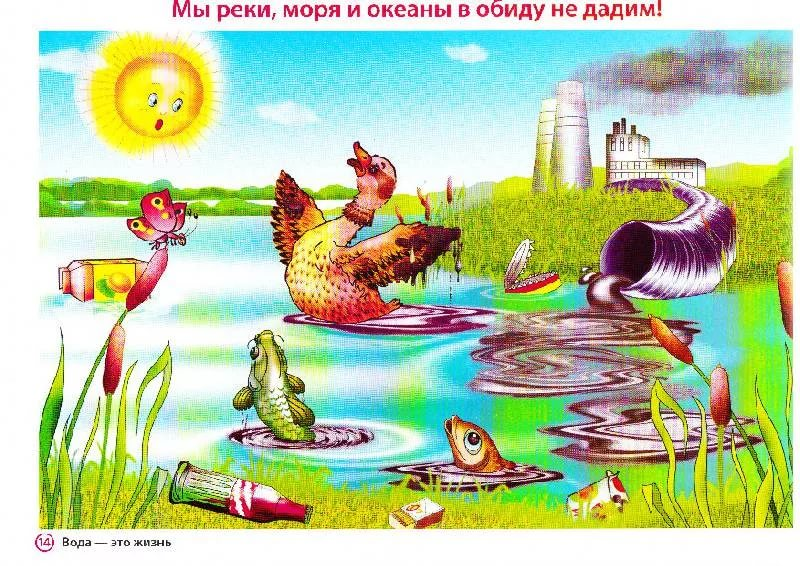 Мы реки, моря и океаны в обиду не дадим!
14 Вода — это жизнь